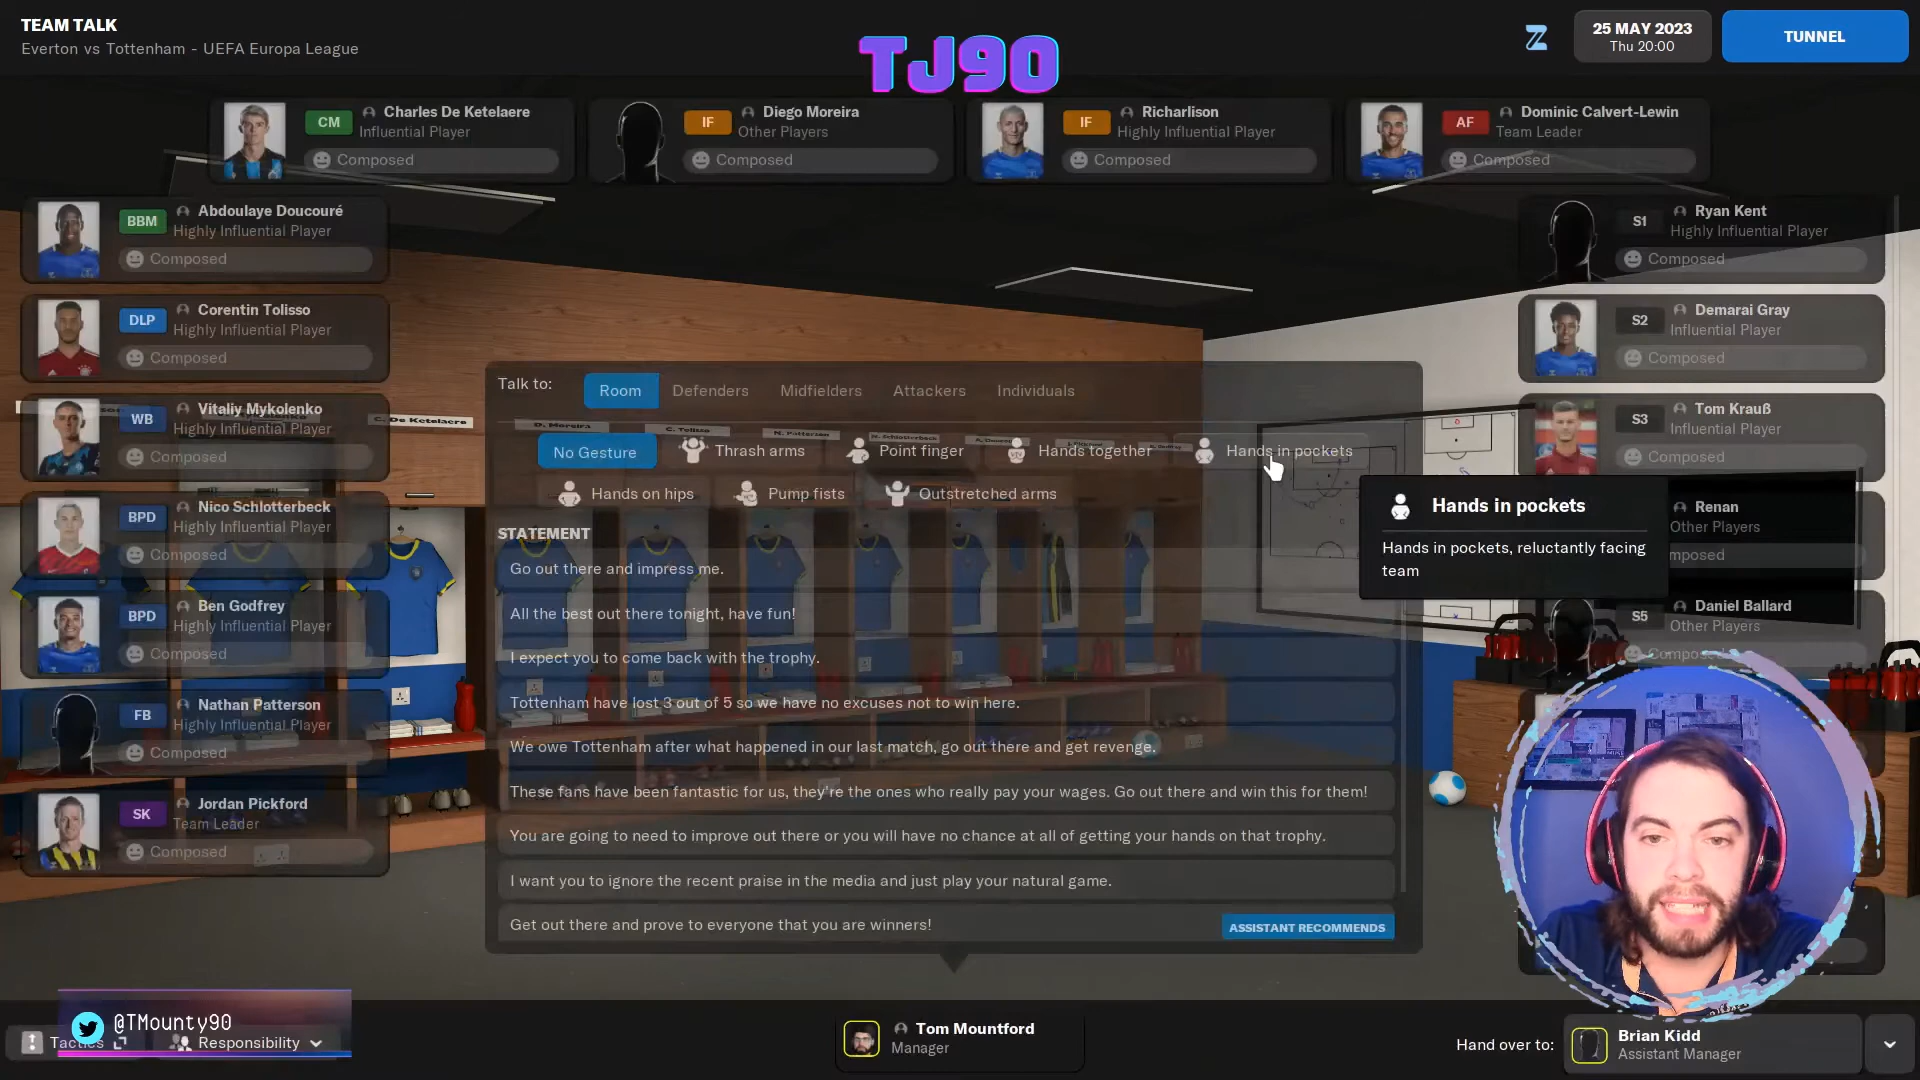 TEAM TALK
Everton vs Tottenham - UEFA Europa League
TJ90
25 MAY 2023
Thu 20:00
TUNNEL
CM
Charles De Ketelaere
Influential Player
Composed
IF
Diego Moreira
Other Players
Composed
IF
Richarlison
Highly Influential Player
Composed
AF
Dominic Calvert-Lewin
Team Leader
Composed
BBM
Abdoulaye Doucouré
Highly Influential Player
Composed
DLP
Corentin Tolisso
Highly Influential Player
Composed
WB
Vitaliy Mykolenko
Highly Influential Player
Composed
BPD
Nico Schlotterbeck
Highly Influential Player
Composed
BPD
Ben Godfrey
Highly Influential Player
Composed
FB
Nathan Patterson
Highly Influential Player
Composed
SK
Jordan Pickford
Team Leader
Composed
C. De Ketelaere
D. Moreira
C. Tolisso
N. Patterson
Talk to:
Room
Defenders
Midfielders
Attackers
Individuals
No Gesture
Thrash arms
Point finger
Hands together
Hands in pockets
Hands on hips
Pump fists
Outstretched arms
STATEMENT
Go out there and impress me.
All the best out there tonight, have fun!
I expect you to come back with the trophy.
Tottenham have lost 3 out of 5 so we have no excuses not to win here.
We owe Tottenham after what happened in our last match, go out there and get revenge.
These fans have been fantastic for us, they're the ones who really pay your wages. Go out there and win this for them!
You are going to need to improve out there or you will have no chance at all of getting your hands on that trophy.
I want you to ignore the recent praise in the media and just play your natural game.
Get out there and prove to everyone that you are winners!
ASSISTANT RECOMMENDS
Hands in pockets
Hands in pockets, reluctantly facing
team
S1
Ryan Kent
Highly Influential Player
Composed
S2
Demarai Gray
Influential Player
Composed
S3
Tom Krauß
Influential Player
Composed
Renan
Other Players
mposed
S5
Daniel Ballard
Other Players
Composed
@TMounty90
Tactics
Responsibility
Tom Mountford
Manager
Hand over to:
Brian Kidd
Assistant Manager